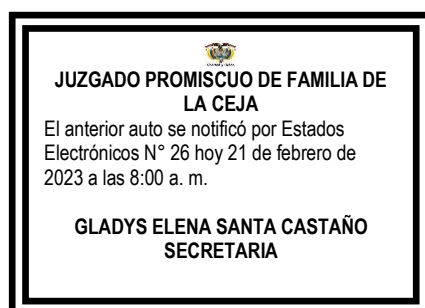 JUZGADO PROMISCUO DE FAMILIA DE
LA CEJA
El anterior auto se notificó por Estados
Electrónicos N° 26 hoy 21 de febrero de
2023 a las 8:00 a. m.
GLADYS ELENA SANTA CASTAÑO
SECRETARIA